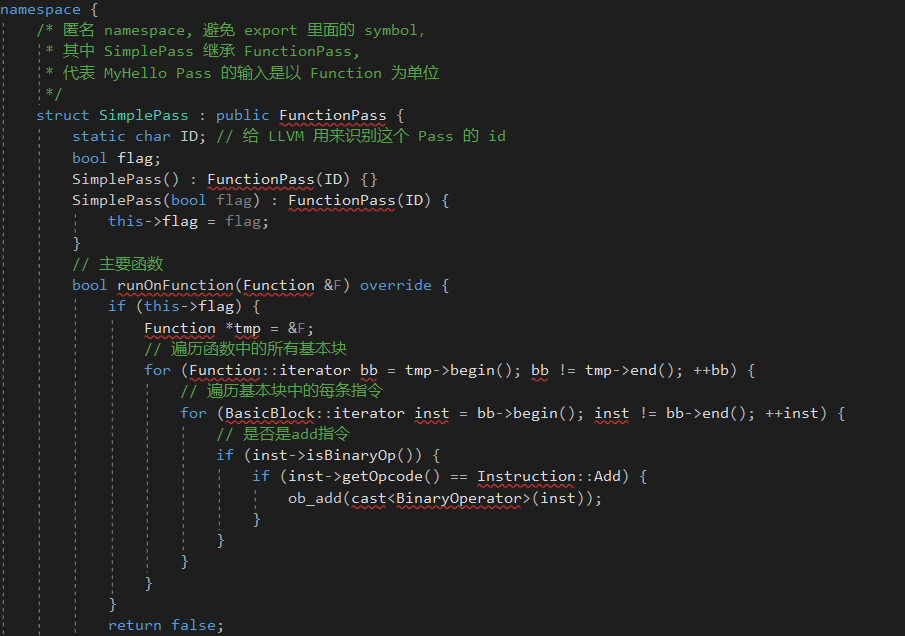 namespace {
    /* 匿名 namespace, 避免 export 里面的 symbol,
     * 其中 SimplePass 继承 FunctionPass,
     * 代表 MyHello Pass 的输入是以 Function 为单位
     */
    struct SimplePass : public FunctionPass {
        static char ID; // 给 LLVM 用来识别这个 Pass 的 id
        bool flag;
        SimplePass() : FunctionPass(ID) {}
        SimplePass(bool flag) : FunctionPass(ID) {
            this->flag = flag;
        }
        // 主要函数
        bool runOnFunction(Function &F) override {
            if (this->flag) {
                Function *tmp = &F;
                // 遍历函数中的所有基本块
                for (Function::iterator bb = tmp->begin(); bb != tmp->end(); ++bb) {
                    // 遍历基本块中的每条指令
                    for (BasicBlock::iterator inst = bb->begin(); inst != bb->end(); ++inst) {
                        // 是否是add指令
                        if (inst->isBinaryOp()) {
                            if (inst->getOpcode() == Instruction::Add) {
                                ob_add(cast<BinaryOperator>(inst));
                            }
                        }
                    }
                }
            }
            return false;